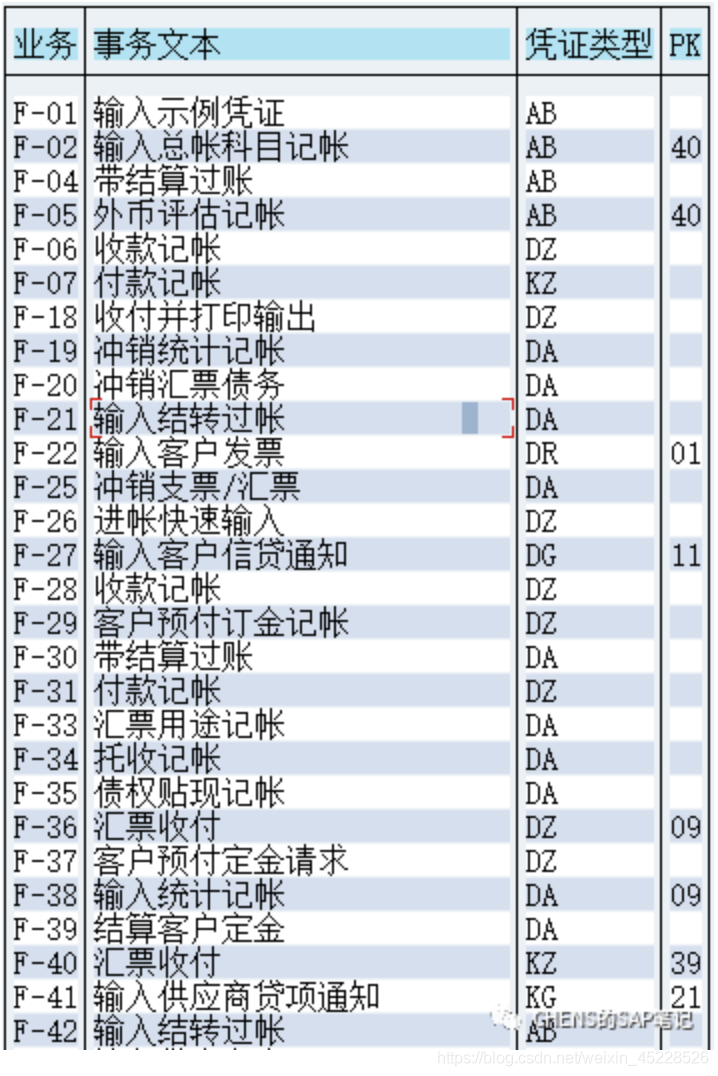 业务 事务文本 凭证类型 PK
F-01 输入示例凭证 AB
F-02 输入总帐科目记帐 AB 40
F-04 带结算过账 AB
F-05 外币评估记帐 AB 40
F-06 收款记帐 DZ
F-07 付款记帐 KZ
F-18 收付并打印输出 DZ
F-19 冲销统计记帐 DA
F-20 冲销汇票债务 DA
F-21 输入结转过帐 DA
F-22 输入客户发票 DR 01
F-25 冲销支票/汇票 DA
F-26 进帐快速输入 DZ
F-27 输入客户信贷通知 DG 11
F-28 收款记帐 DZ
F-29 客户预付订金记帐 DZ
F-30 带结算过账 DA
F-31 付款记帐 DZ
F-33 汇票用途记帐 DA
F-34 托收记帐 DA
F-35 债权贴现记帐 DA
F-36 汇票收付 DZ 09
F-37 客户预付定金请求 DZ
F-38 输入统计记帐 DA 09
F-39 结算客户定金 DA
F-40 汇票收付 KZ 39
F-41 输入供应商贷项通知 KG 21
F-42 输入结转过帐 AB
CHENS的SAP笔记
https://blog.csdn.net/weixin_45228526